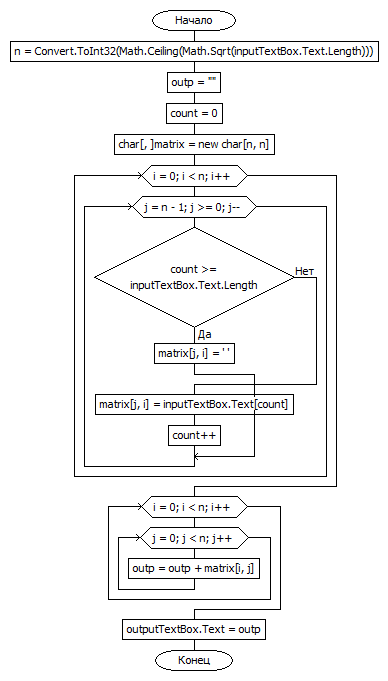 Начало
n = Convert.ToInt32(Math.Ceiling(Math.Sqrt(inputTextBox.Text.Length)))
outp = ""
count = 0
char[, ]matrix = new char[n, n]
i = 0; i < n; i++
j = n - 1; j >= 0; j--
count >=
inputTextBox.Text.Length
Нет
Да
matrix[j, i] = ' '
matrix[j, i] = inputTextBox.Text[count]
count++
i = 0; i < n; i++
j = 0; j < n; j++
outp = outp + matrix[i, j]
outputTextBox.Text = outp
Конец